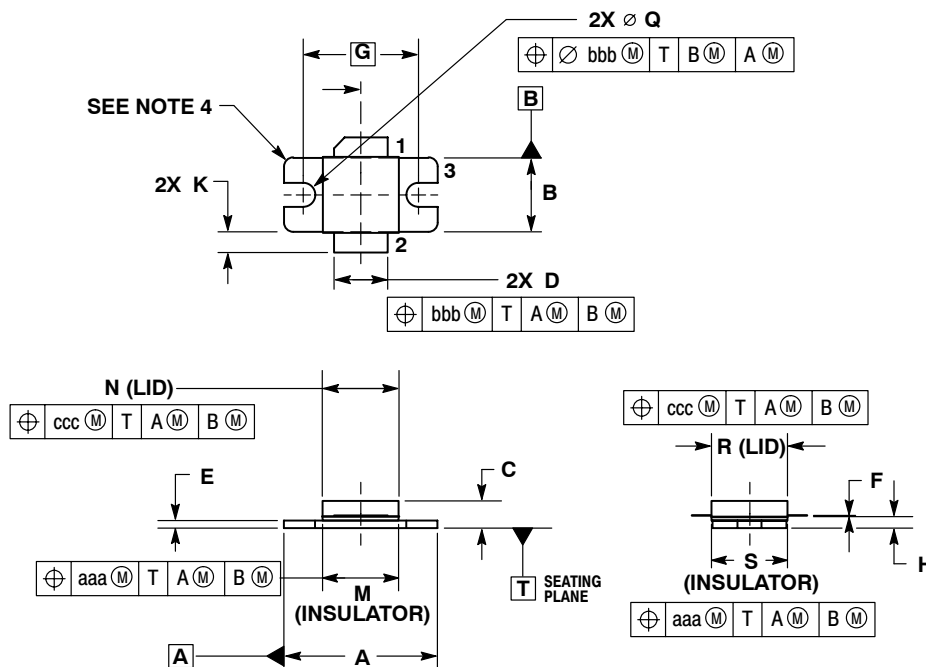 2X ⌀ Q
⌖ ⌀ bbb Ⓜ T B Ⓜ A Ⓜ
G
SEE NOTE 4
B
1
3
2X K
B
2
2X D
⌖ bbb Ⓜ T A Ⓜ B Ⓜ
N (LID)
⌖ ccc Ⓜ T A Ⓜ B Ⓜ
⌖ ccc Ⓜ T A Ⓜ B Ⓜ
R (LID)
E
C
F
H
⌖ aaa Ⓜ T A Ⓜ B Ⓜ
M
(INSULATOR)
T SEATING
PLANE
S
(INSULATOR)
⌖ aaa Ⓜ T A Ⓜ B Ⓜ
A
A